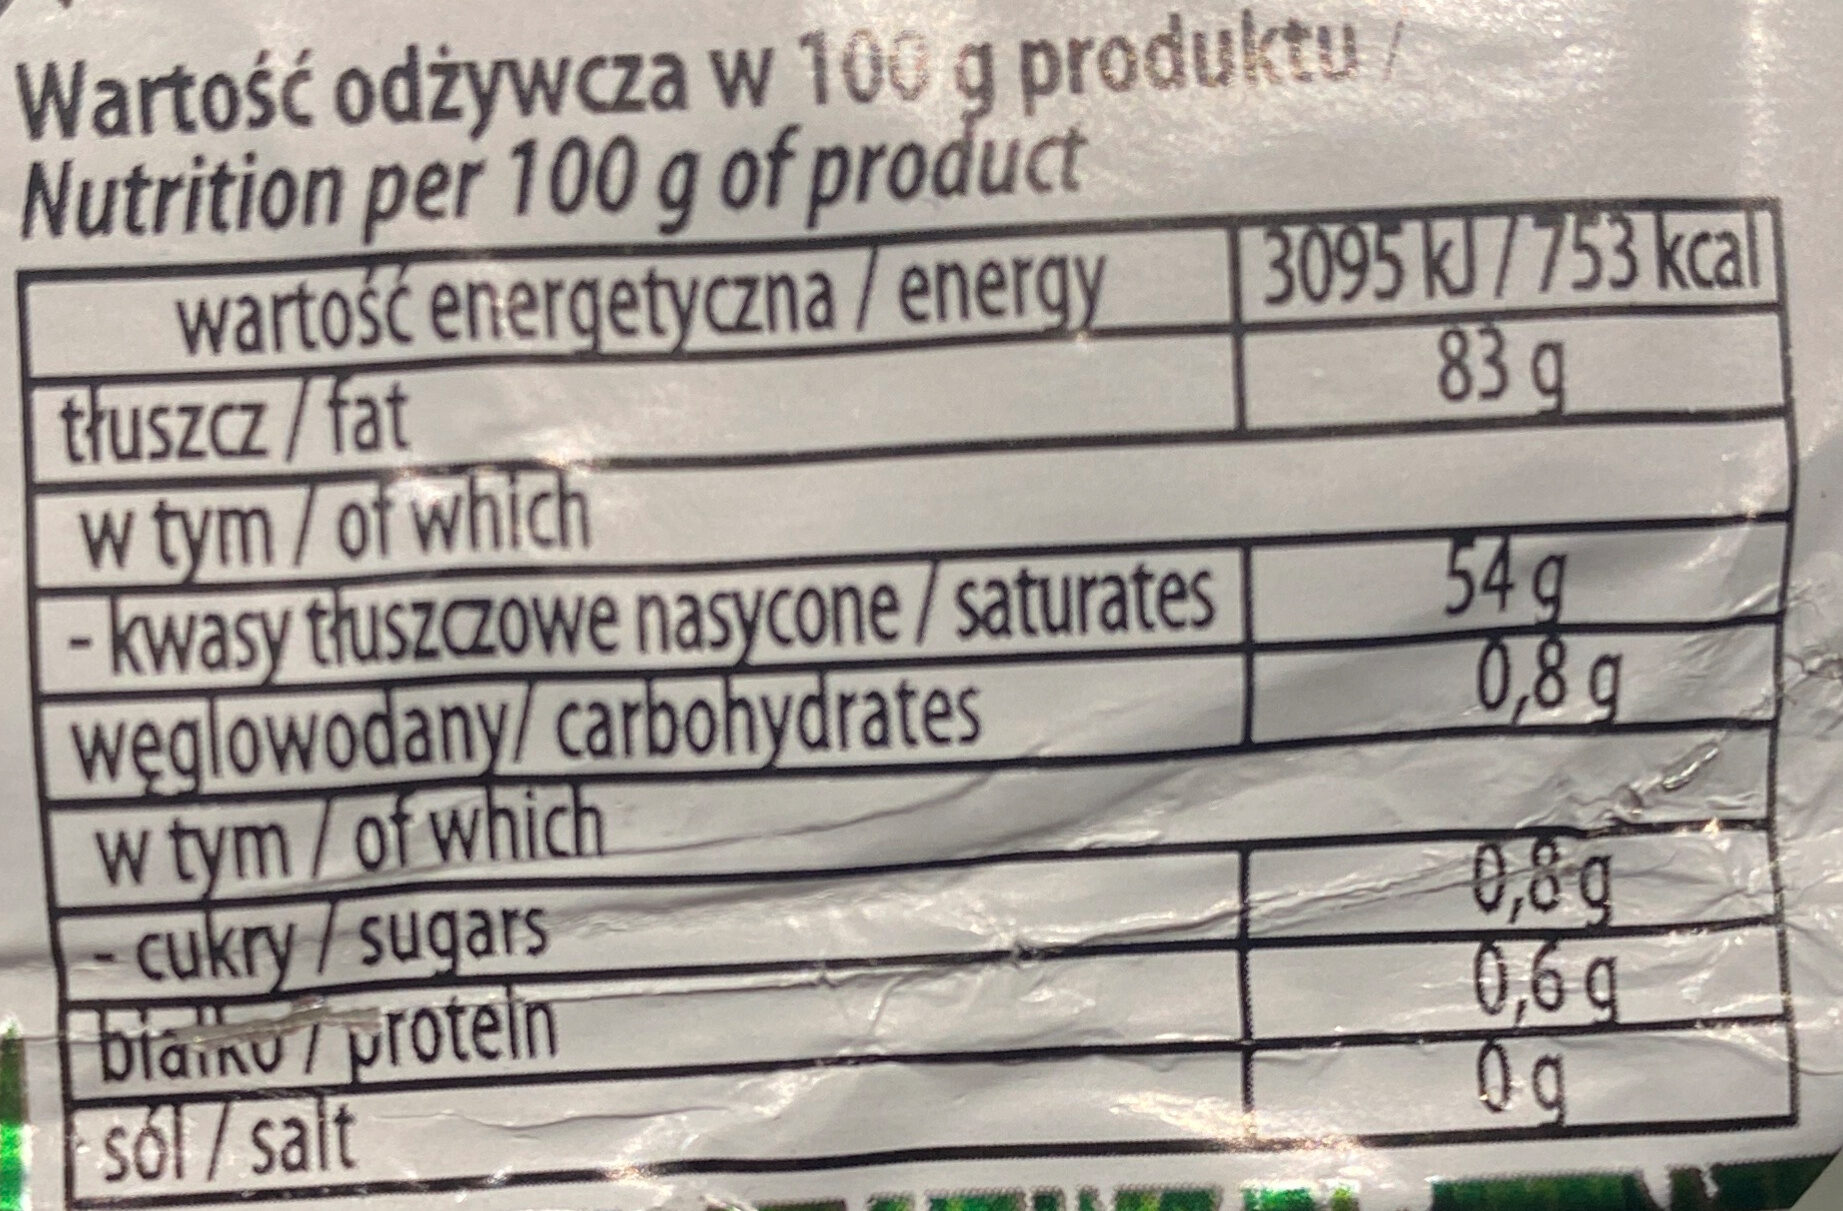 Wartość odżywcza w 100 g produktu /
Nutrition per 100 g of product
wartość energetyczna / energy 3095 kJ / 753 kcal
tłuszcz / fat 83 g
w tym / of which
- kwasy tłuszczowe nasycone / saturates 54 g
węglowodany/ carbohydrates 0,8 g
w tym / of which
- cukry / sugars 0,8 g
białko / protein 0,6 g
sól / salt 0 g